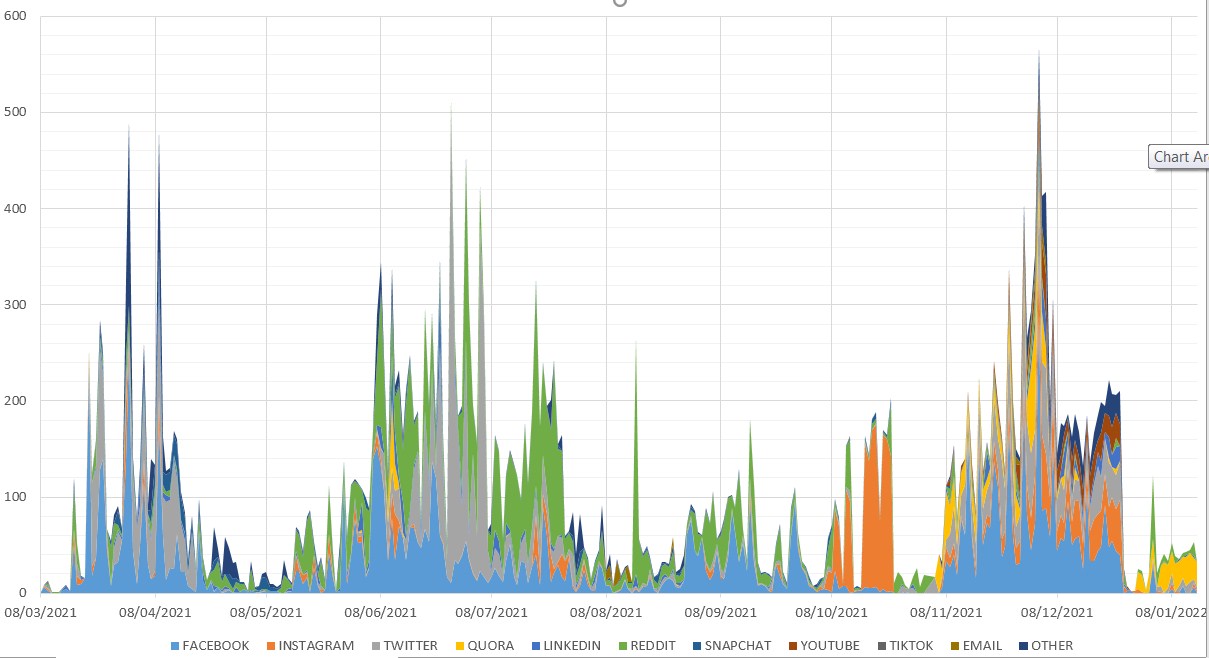 600
500
400
300
200
100
0
Chart Ar
08/03/2021 08/04/2021 08/05/2021 08/06/2021 08/07/2021 08/08/2021 08/09/2021 08/10/2021 08/11/2021 08/12/2021 08/01/2022
FACEBOOK INSTAGRAM TWITTER QUORA LINKEDIN REDDIT SNAPCHAT YOUTUBE TIKTOK EMAIL OTHER